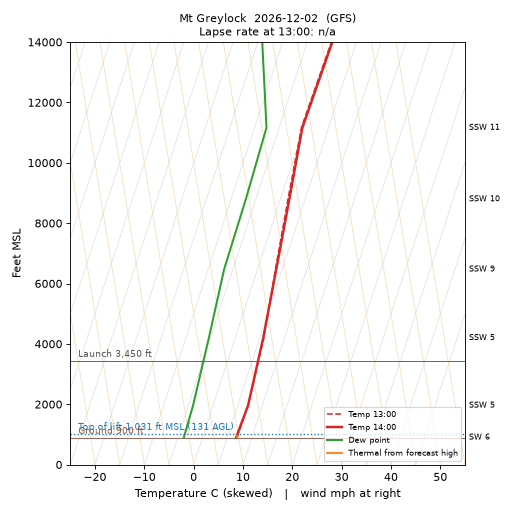 Mt Greylock  2026-12-02  (GFS)
Lapse rate at 13:00: n/a
14000
12000
10000
8000
6000
4000
2000
0
Feet MSL
SSW 11
SSW 10
SSW 9
SSW 5
SSW 5
SW 6
Launch 3,450 ft
Top of lift 1,031 ft MSL (131 AGL)
Ground 900 ft
Temp 13:00
Temp 14:00
Dew point
Thermal from forecast high
−20
−10
0
10
20
30
40
50
Temperature C (skewed)   |   wind mph at right